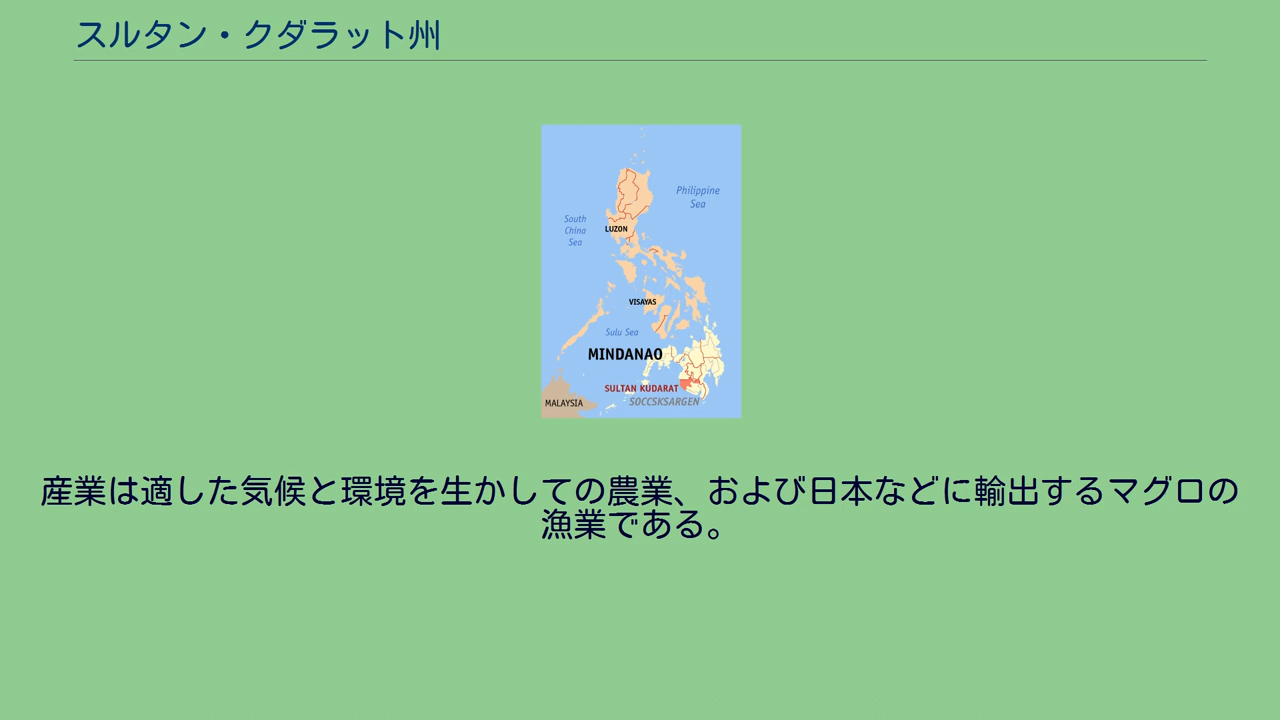 スルタン・クダラット州
Philippine
Sea
South
China
Sea
LUZON
VISAYAS
Sulu Sea
MINDANAO
SULTAN KUDARAT
SOCCSKSARGEN
MALAYSIA
産業は適した気候と環境を生かしての農業、および日本などに輸出するマグロの
漁業である。